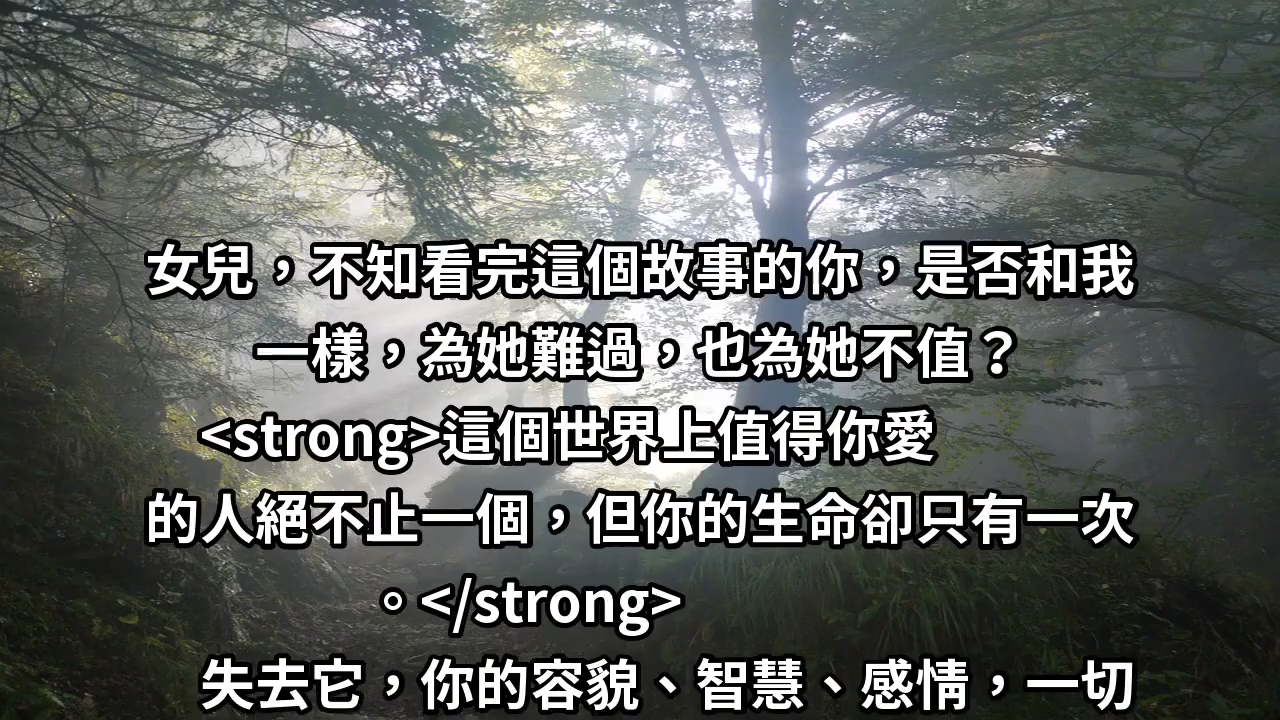 女兒，不知看完這個故事的你，是否和我
一樣，為她難過，也為她不值？
<strong>這個世界上值得你愛
的人絕不止一個，但你的生命卻只有一次
。</strong>
失去它，你的容貌、智慧、感情，一切